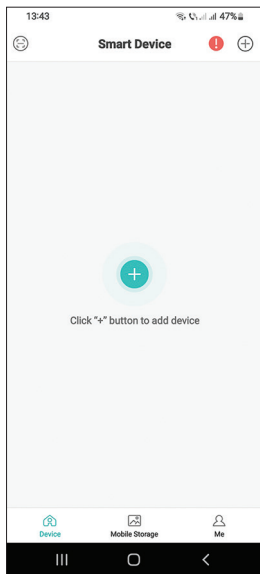 13:43 47%
Smart Device
Click "+" button to add device
Device Mobile Storage Me